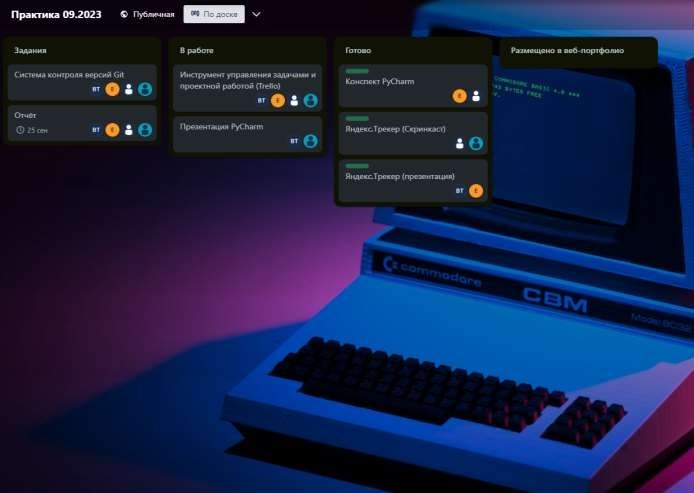 Практика 09.2023
Публичная
По доске
Задания
Система контроля версий Git
ВТ
E
Отчёт
25 сен
ВТ
E
В работе
Инструмент управления задачами и
проектной работой (Trello)
ВТ
E
Презентация PyCharm
ВТ
Готово
Конспект PyCharm
E
Яндекс.Трекер (Скринкаст)
Яндекс.Трекер (презентация)
ВТ
E
Размещено в веб-портфолио
COMMODORE BASIC 4.0 ###
BYTES FREE
commodore
CBM
Model 8032